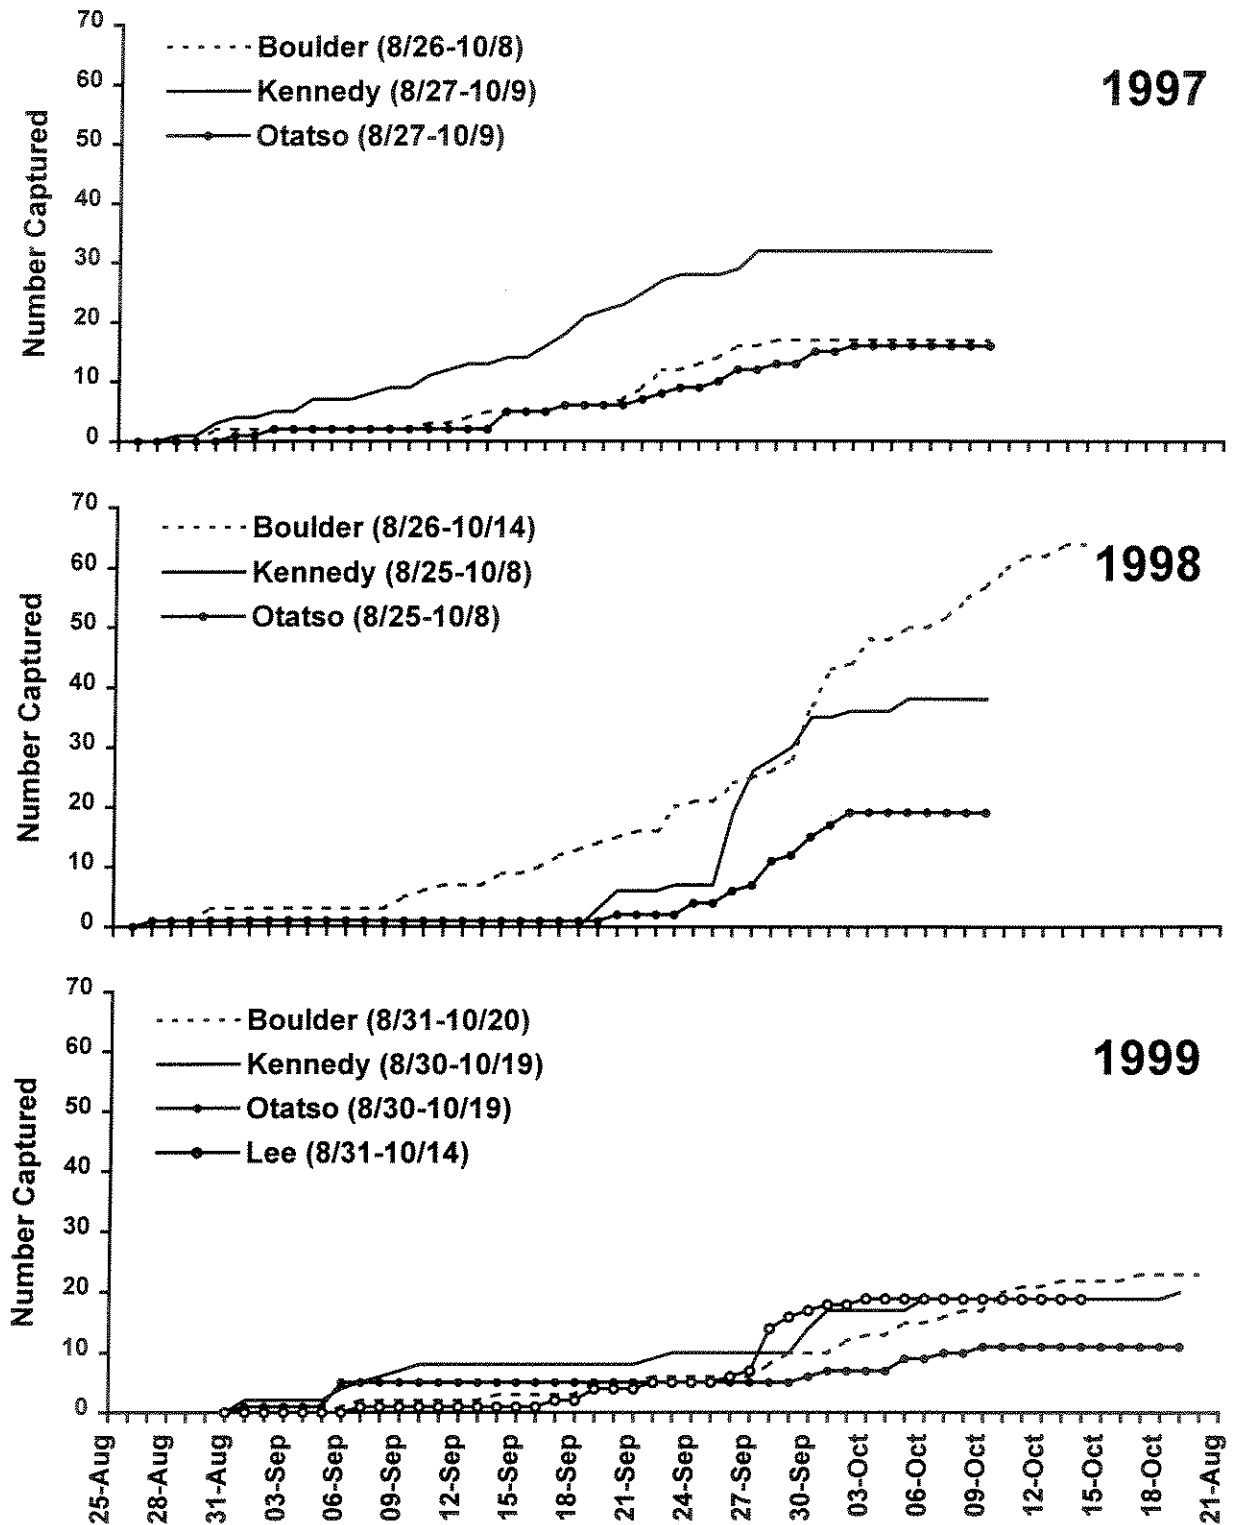 70
60
50
40
30
20
10
0
Number Captured
Boulder (8/26-10/8)
Kennedy (8/27-10/9)
Otatso (8/27-10/9)
1997
70
60
50
40
30
20
10
0
Number Captured
Boulder (8/26-10/14)
Kennedy (8/25-10/8)
Otatso (8/25-10/8)
1998
70
60
50
40
30
20
10
0
Number Captured
Boulder (8/31-10/20)
Kennedy (8/30-10/19)
Otatso (8/30-10/19)
Lee (8/31-10/14)
1999
25-Aug
28-Aug
31-Aug
03-Sep
06-Sep
09-Sep
12-Sep
15-Sep
18-Sep
21-Sep
24-Sep
27-Sep
30-Sep
03-Oct
06-Oct
09-Oct
12-Oct
15-Oct
18-Oct
21-Aug